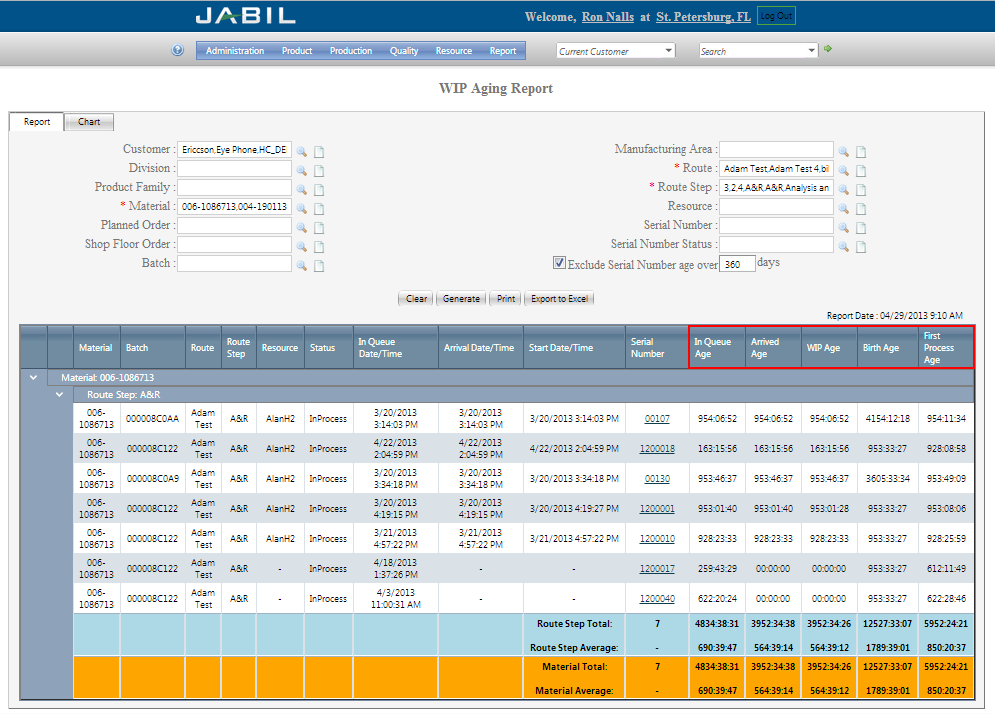 JABIL
Welcome, Ron Nalls at St. Petersburg, FL Log Out
Administration Product Production Quality Resource Report Current Customer Search
WIP Aging Report
Report Chart
Customer : Ericcson,Eye Phone,HC_DE
Division :
Product Family :
* Material : 006-1086713,004-190113
Planned Order :
Shop Floor Order :
Batch :
Manufacturing Area :
* Route : Adam Test,Adam Test 4,bi
* Route Step : 3,2,4,A&R,A&R,Analysis an
Resource :
Serial Number :
Serial Number Status :
Exclude Serial Number age over 360 days
Clear Generate Print Export to Excel
Report Date : 04/29/2013 9:10 AM
Material Batch Route Route Step Resource Status In Queue Date/Time Arrival Date/Time Start Date/Time Serial Number In Queue Age Arrived Age WIP Age Birth Age First Process Age
Material: 006-1086713
Route Step: A&R
006-1086713 000008C0AA Adam Test A&R AlanH2 InProcess 3/20/2013 3:14:03 PM 3/20/2013 3:14:03 PM 3/20/2013 3:14:03 PM 00107 954:06:52 954:06:52 954:06:52 4154:12:18 954:11:34
006-1086713 000008C122 Adam Test A&R AlanH2 InProcess 4/22/2013 2:04:59 PM 4/22/2013 2:04:59 PM 4/22/2013 2:04:59 PM 1200018 163:15:56 163:15:56 163:15:56 953:33:27 928:08:58
006-1086713 000008C0A9 Adam Test A&R AlanH2 InProcess 3/20/2013 3:34:18 PM 3/20/2013 3:34:18 PM 3/20/2013 3:34:18 PM 00130 953:46:37 953:46:37 953:46:37 3605:33:34 953:49:09
006-1086713 000008C122 Adam Test A&R AlanH2 InProcess 3/20/2013 4:19:15 PM 3/20/2013 4:19:15 PM 3/20/2013 4:19:27 PM 1200001 953:01:40 953:01:40 953:01:28 953:33:27 953:08:06
006-1086713 000008C122 Adam Test A&R AlanH2 InProcess 3/21/2013 4:57:22 PM 3/21/2013 4:57:22 PM 3/21/2013 4:57:22 PM 1200010 928:23:33 928:23:33 928:23:33 953:33:27 928:25:59
006-1086713 000008C122 Adam Test A&R - InProcess 4/18/2013 1:37:26 PM - - 1200017 259:43:29 00:00:00 00:00:00 953:33:27 612:11:49
006-1086713 000008C122 Adam Test A&R - InProcess 4/3/2013 11:00:31 AM - - 1200040 622:20:24 00:00:00 00:00:00 953:33:27 622:28:46
Route Step Total: 7 4834:38:31 3952:34:38 3952:34:26 12527:33:07 5952:24:21
Route Step Average: - 690:39:47 564:39:14 564:39:12 1789:39:01 850:20:37
Material Total: 7 4834:38:31 3952:34:38 3952:34:26 12527:33:07 5952:24:21
Material Average: - 690:39:47 564:39:14 564:39:12 1789:39:01 850:20:37